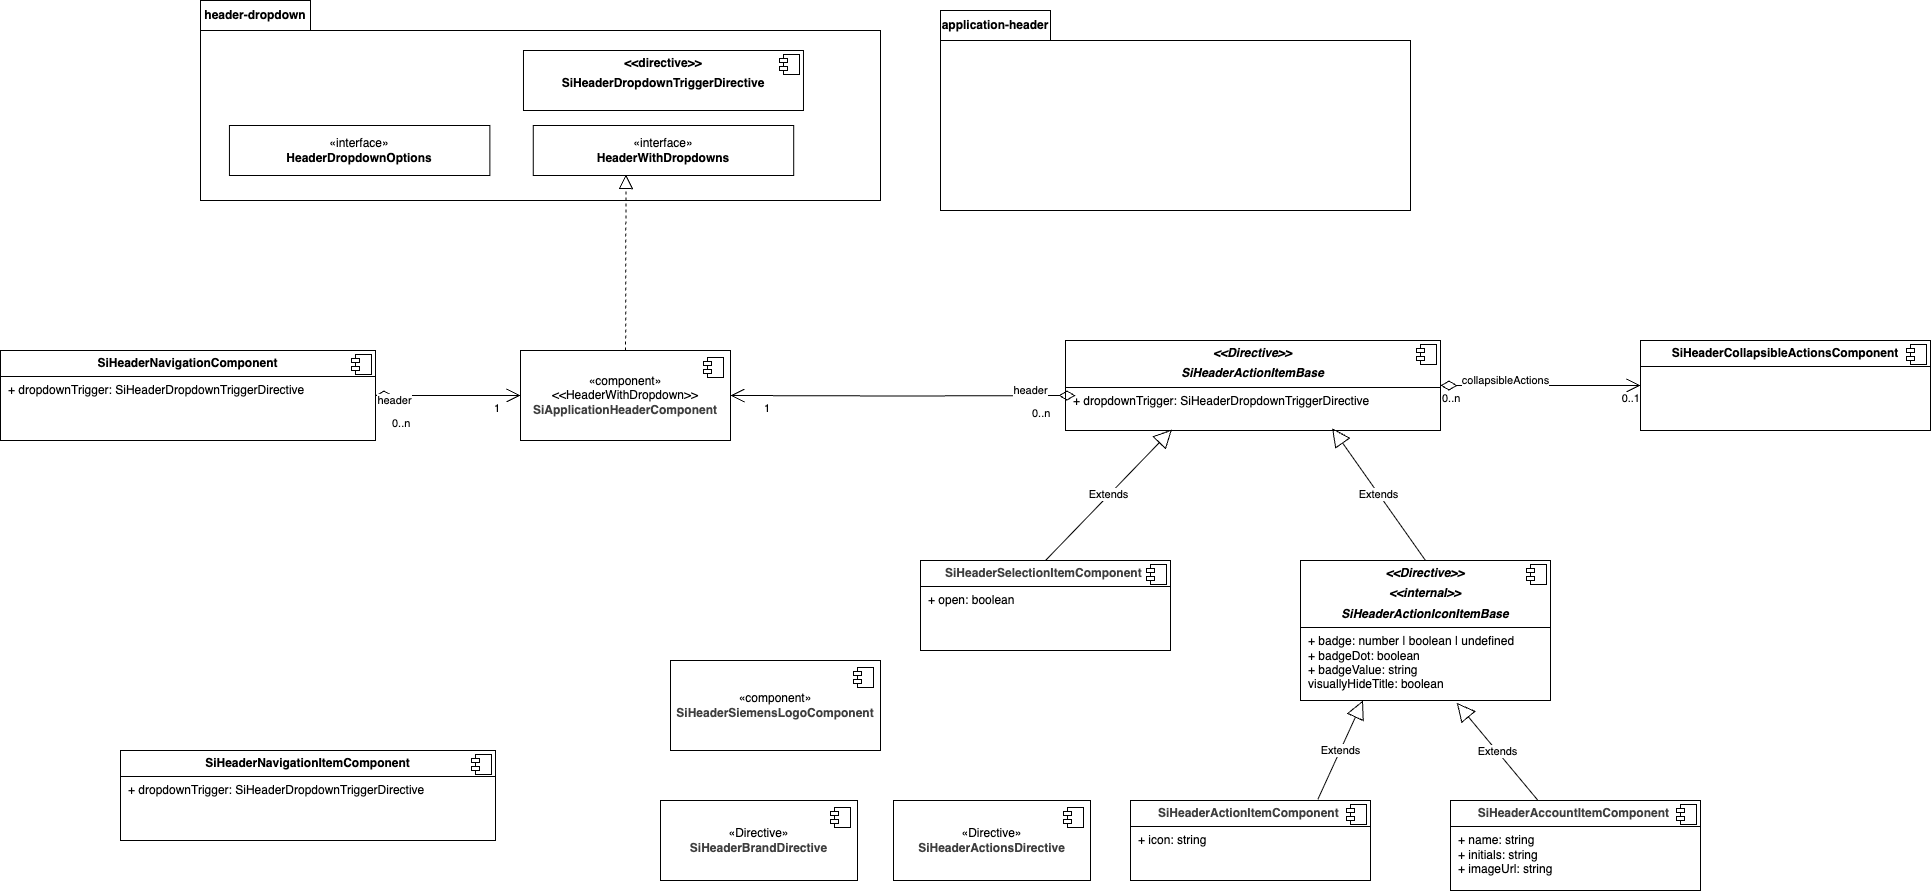 header-dropdown
application-header
<<directive>>
SiHeaderDropdownTriggerDirective
«interface»
HeaderDropdownOptions
«interface»
HeaderWithDropdowns
SiHeaderNavigationComponent
+ dropdownTrigger: SiHeaderDropdownTriggerDirective
header
0..n
1
«component»
<<HeaderWithDropdown>>
SiApplicationHeaderComponent
1
header
0..n
<<Directive>>
SiHeaderActionItemBase
+ dropdownTrigger: SiHeaderDropdownTriggerDirective
collapsibleActions
0..n
0..1
SiHeaderCollapsibleActionsComponent
Extends
Extends
SiHeaderSelectionItemComponent
+ open: boolean
<<Directive>>
<<internal>>
SiHeaderActionIconItemBase
+ badge: number | boolean | undefined
+ badgeDot: boolean
+ badgeValue: string
visuallyHideTitle: boolean
«component»
SiHeaderSiemensLogoComponent
Extends
Extends
SiHeaderNavigationItemComponent
+ dropdownTrigger: SiHeaderDropdownTriggerDirective
«Directive»
SiHeaderBrandDirective
«Directive»
SiHeaderActionsDirective
SiHeaderActionItemComponent
+ icon: string
SiHeaderAccountItemComponent
+ name: string
+ initials: string
+ imageUrl: string